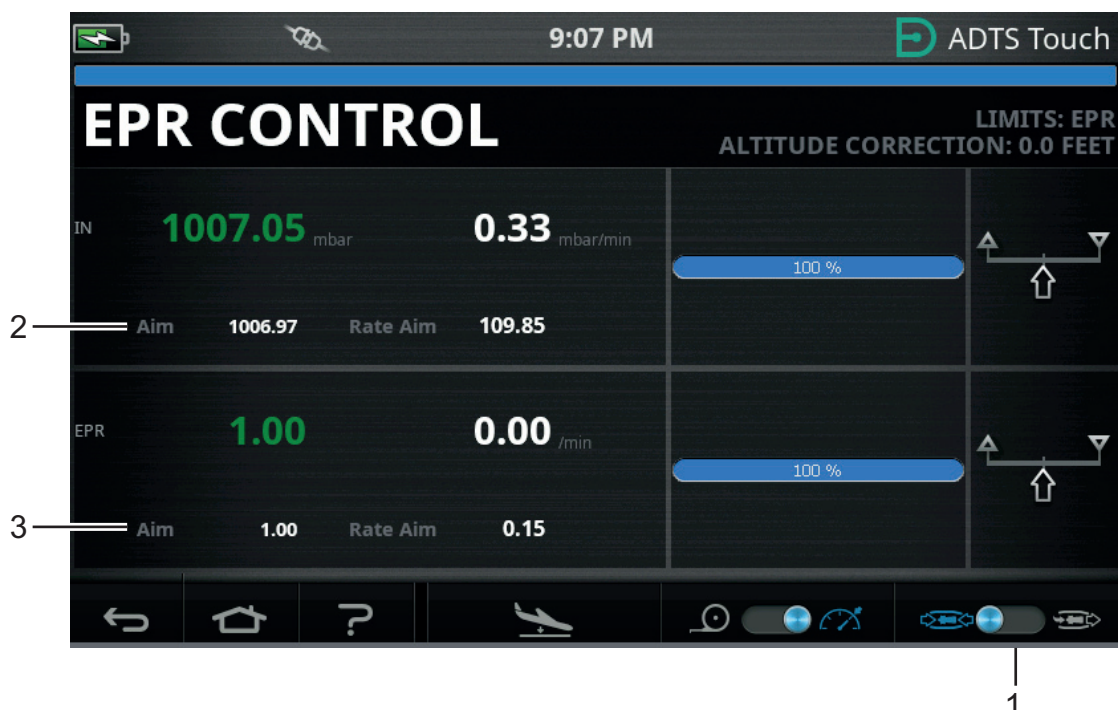 9:07 PM ADTS Touch
EPR CONTROL
LIMITS: EPR
ALTITUDE CORRECTION: 0.0 FEET
IN 1007.05 mbar 0.33 mbar/min
100 %
2 Aim 1006.97 Rate Aim 109.85
EPR 1.00 0.00 /min
100 %
3 Aim 1.00 Rate Aim 0.15
?
1